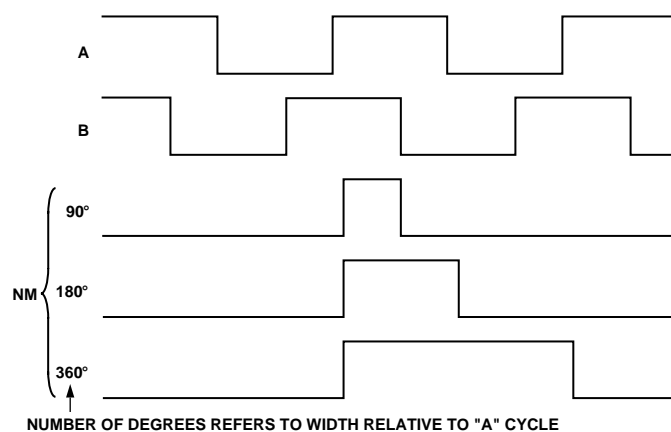 A
B
90°
NM
180°
360°
NUMBER OF DEGREES REFERS TO WIDTH RELATIVE TO "A" CYCLE